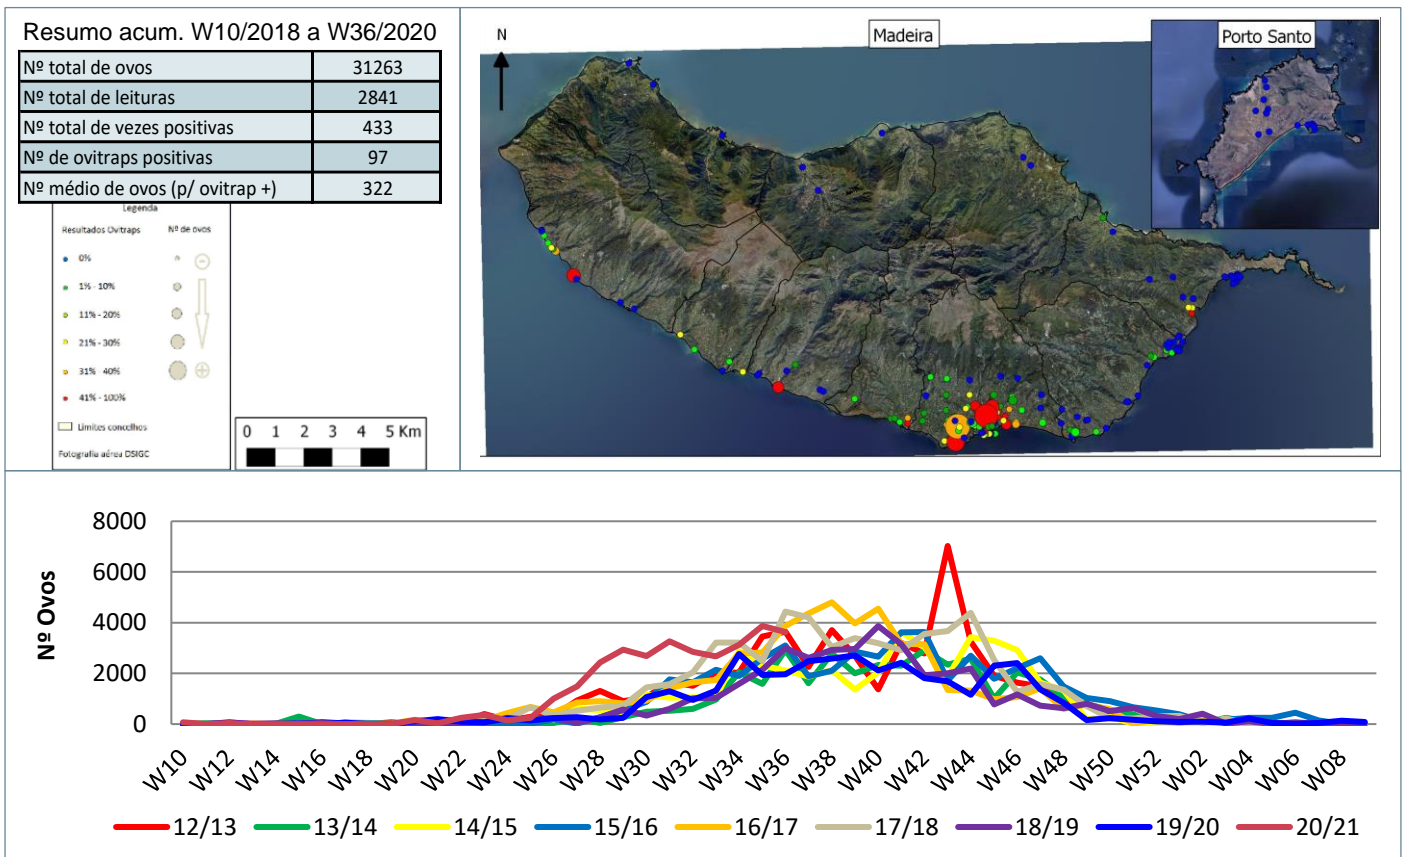 Resumo acum. W10/2018 a W36/2020
Nº total de ovos 31263
Nº total de leituras 2841
Nº total de vezes positivas 433
Nº de ovitraps positivas 97
Nº médio de ovos (p/ ovitrap +) 322
Legenda
Resultados Ovitraps Nº de ovos
0%
1% - 10%
11% - 20%
21% - 30%
31% - 40%
41% - 100%
Limites concelhos
Fotografia aérea DSIGC
0 1 2 3 4 5 Km
N
Madeira
Porto Santo
Nº Ovos
8000
6000
4000
2000
0
W10 W12 W14 W16 W18 W20 W22 W24 W26 W28 W30 W32 W34 W36 W38 W40 W42 W44 W46 W48 W50 W52 W02 W04 W06 W08
12/13 13/14 14/15 15/16 16/17 17/18 18/19 19/20 20/21